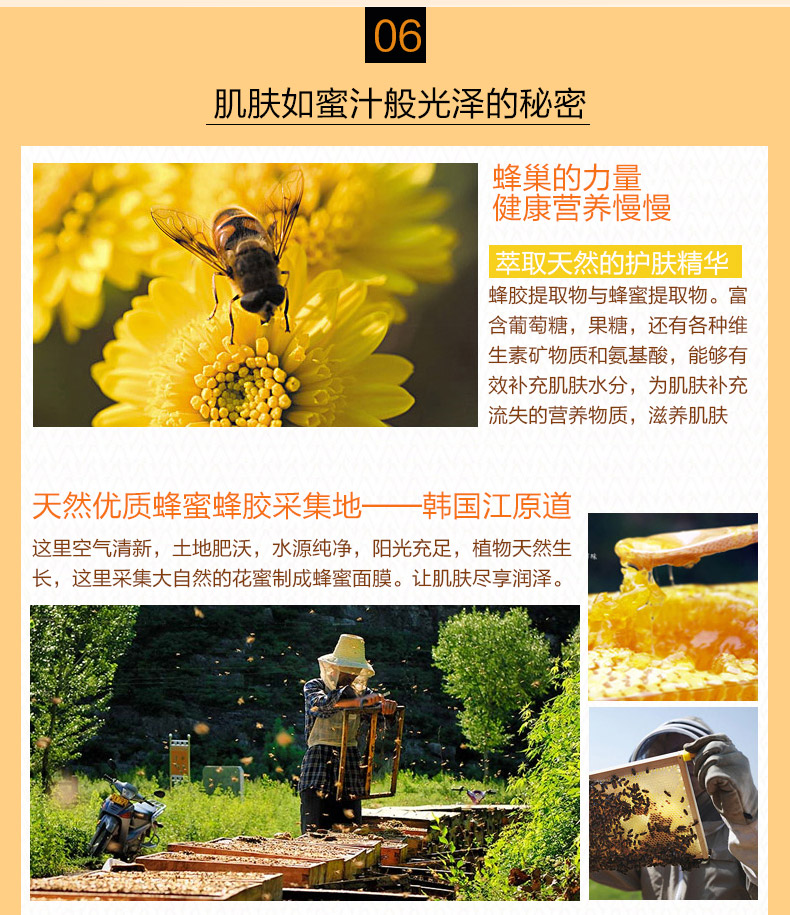 06
肌肤如蜜汁般光泽的秘密
蜂巢的力量
健康营养慢慢
萃取天然的护肤精华
蜂胶提取物与蜂蜜提取物。富
含葡萄糖，果糖，还有各种维
生素矿物质和氨基酸，能够有
效补充肌肤水分，为肌肤补充
流失的营养物质，滋养肌肤
天然优质蜂蜜蜂胶采集地——韩国江原道
这里空气清新，土地肥沃，水源纯净，阳光充足，植物天然生
长，这里采集大自然的花蜜制成蜂蜜面膜。让肌肤尽享润泽。